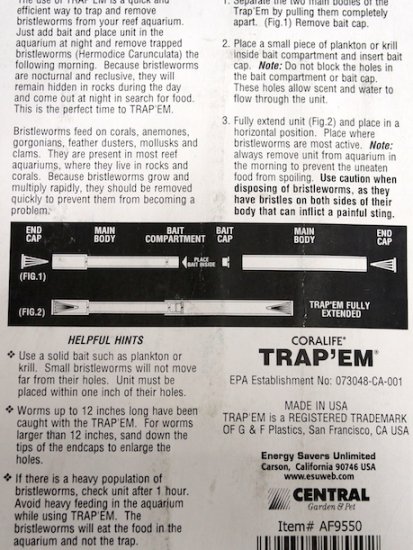 The use of TRAP'EM is a quick and
efficient way to trap and remove
bristleworms from your reef aquarium.
Just add bait and place unit in the
aquarium at night and remove trapped
bristleworms (Hermodice Carunculata) the
following morning. Because bristleworms
are nocturnal and reclusive, they will
remain hidden in rocks during the day
and come out at night in search for food.
This is the perfect time to TRAP'EM.
Bristleworms feed on corals, anemones,
gorgonians, feather dusters, mollusks and
clams. They are present in most reef
aquariums, where they live in rocks and
corals. Because bristleworms grow and
multiply rapidly, they should be removed
quickly to prevent them from becoming a
problem.
1. Separate the two main bodies of the
Trap'Em by pulling them completely
apart. (Fig.1) Remove bait cap.
2. Place a small piece of plankton or krill
inside bait compartment and insert bait
cap. Note: Do not block the holes in
the bait compartment or bait cap.
These holes allow scent and water to
flow through the unit.
3. Fully extend unit (Fig.2) and place in a
horizontal position. Place where
bristleworms are most active. Note:
always remove unit from aquarium in
the morning to prevent the uneaten
food from spoiling. Use caution when
disposing of bristleworms, as they
have bristles on both sides of their
body that can inflict a painful sting.
END CAP
MAIN BODY
BAIT COMPARTMENT
BAIT CAP
MAIN BODY
END CAP
PLACE BAIT INSIDE
(FIG.1)
(FIG.2)
TRAP'EM FULLY EXTENDED
HELPFUL HINTS
❖ Use a solid bait such as plankton or
krill. Small bristleworms will not move
far from their holes. Unit must be
placed within one inch of their holes.
❖ Worms up to 12 inches long have been
caught with the TRAP'EM. For worms
larger than 12 inches, sand down the
tips of the endcaps to enlarge the
holes.
❖ If there is a heavy population of
bristleworms, check unit after 1 hour.
Avoid heavy feeding in the aquarium
while using TRAP'EM. The
bristleworms will eat the food in the
aquarium and not the trap.
CORALIFE®
TRAP'EM®
EPA Establishment No: 073048-CA-001
MADE IN USA
TRAP'EM is a REGISTERED TRADEMARK
OF G & F Plastics, San Francisco, CA USA
Energy Savers Unlimited
Carson, California 90746 USA
www.esuweb.com
CENTRAL
Garden & Pet
Item# AF9550